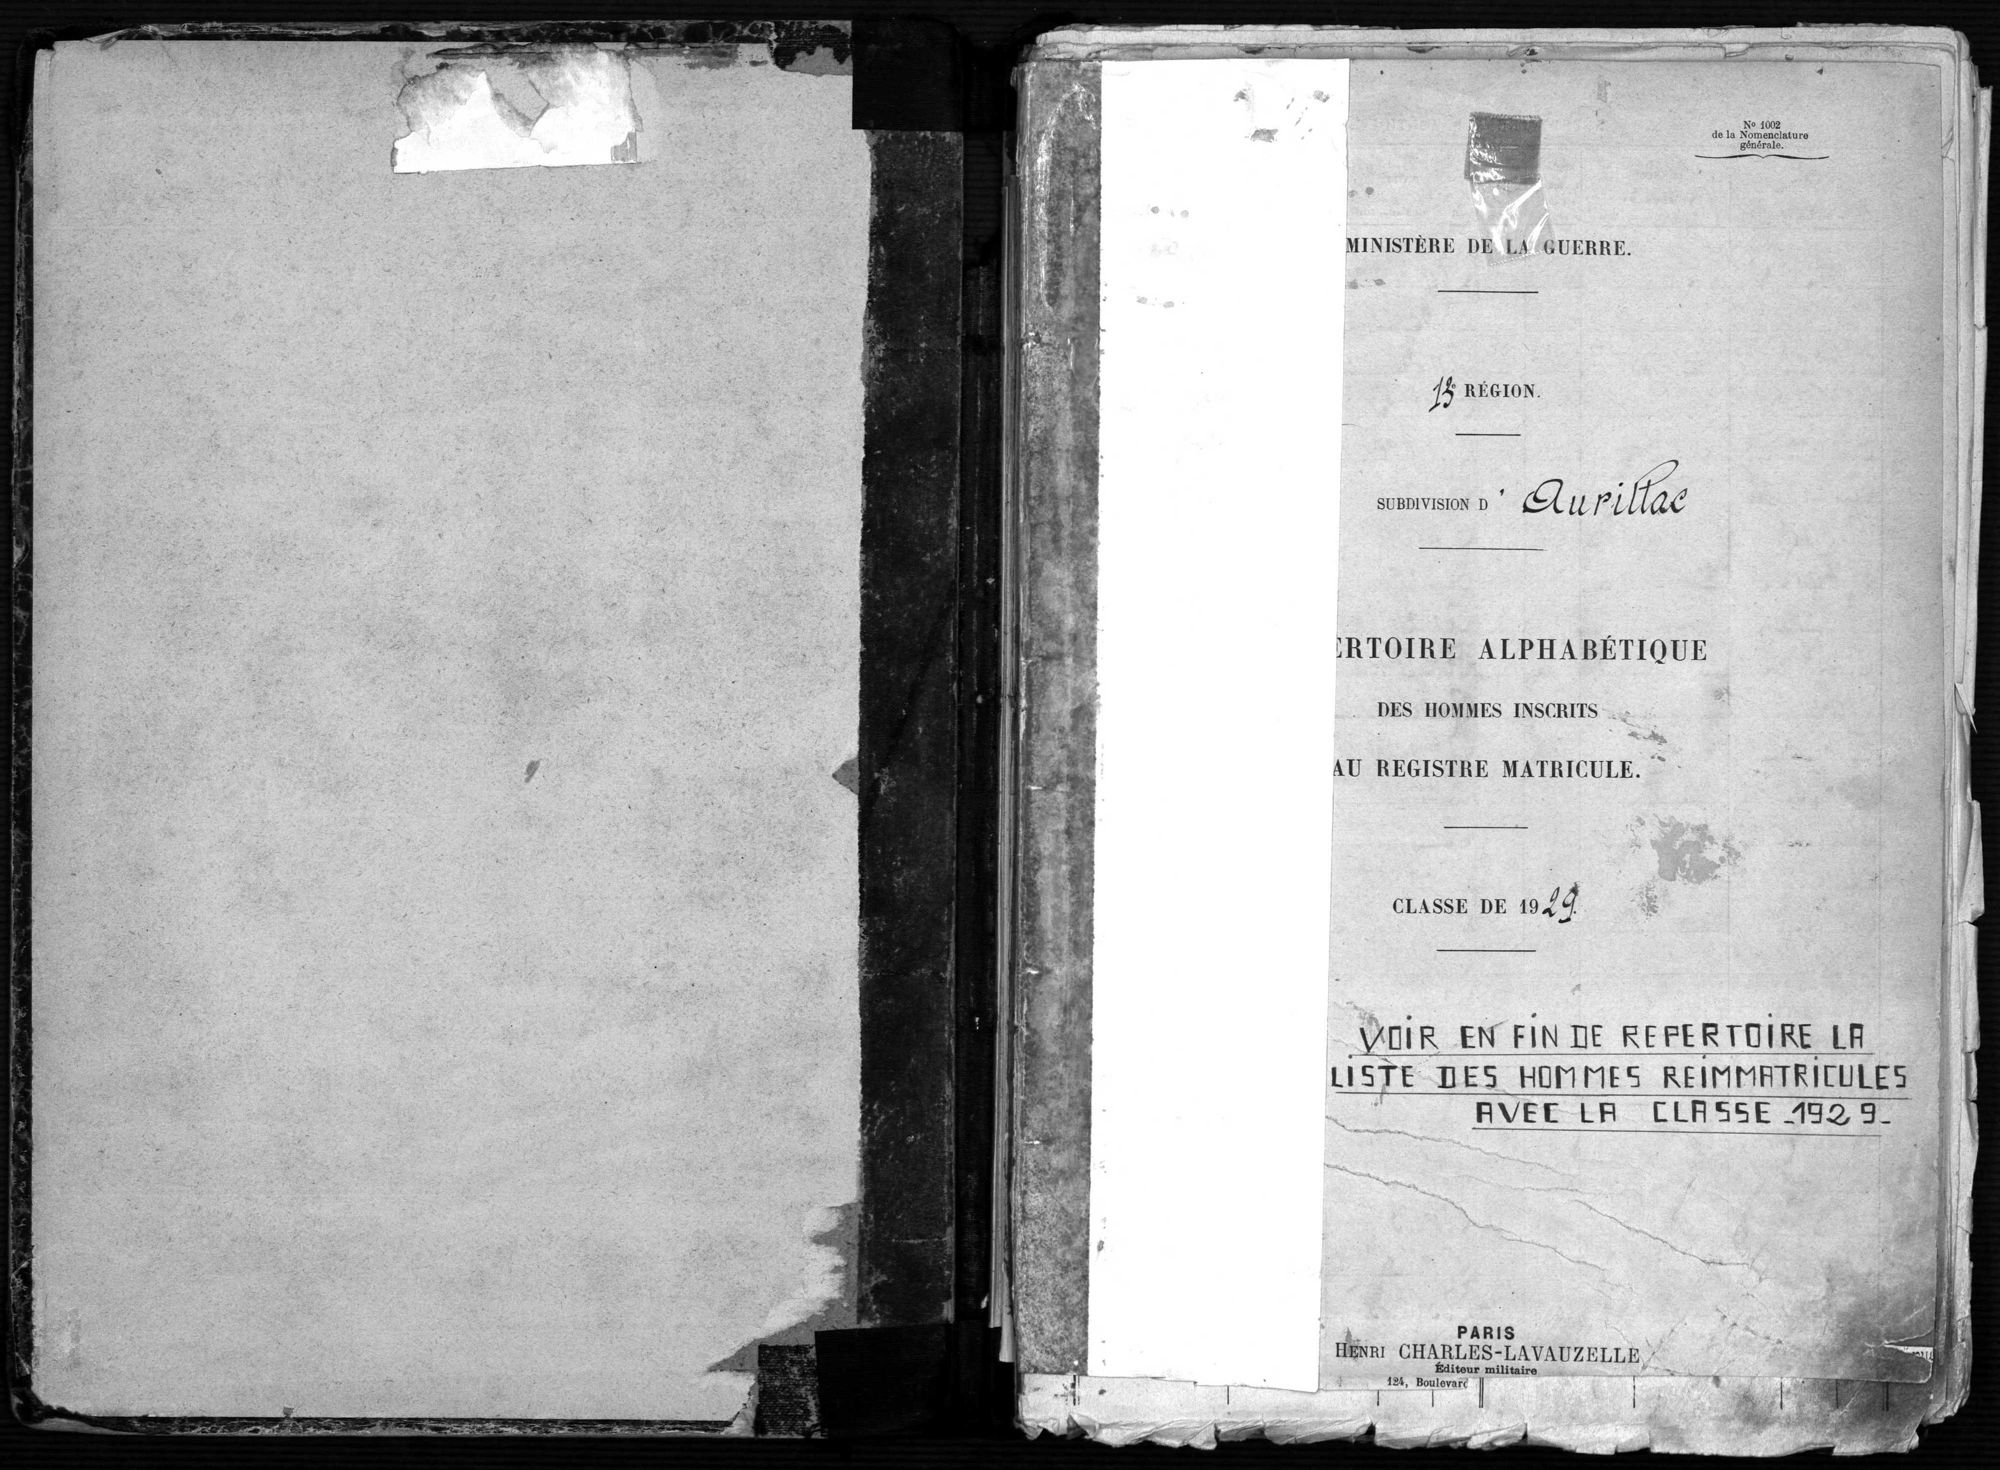 No 1002
de la Nomenclature
générale.
MINISTÈRE DE LA GUERRE.
13e RÉGION.
SUBDIVISION D' Aurillac
ERTOIRE ALPHABÉTIQUE
DES HOMMES INSCRITS
AU REGISTRE MATRICULE.
CLASSE DE 1929.
VOIR EN FIN DE REPERTOIRE LA
LISTE DES HOMMES REIMMATRICULES
AVEC LA CLASSE -1929-
PARIS
HENRI CHARLES-LAVAUZELLE
Éditeur militaire
124, Boulevard